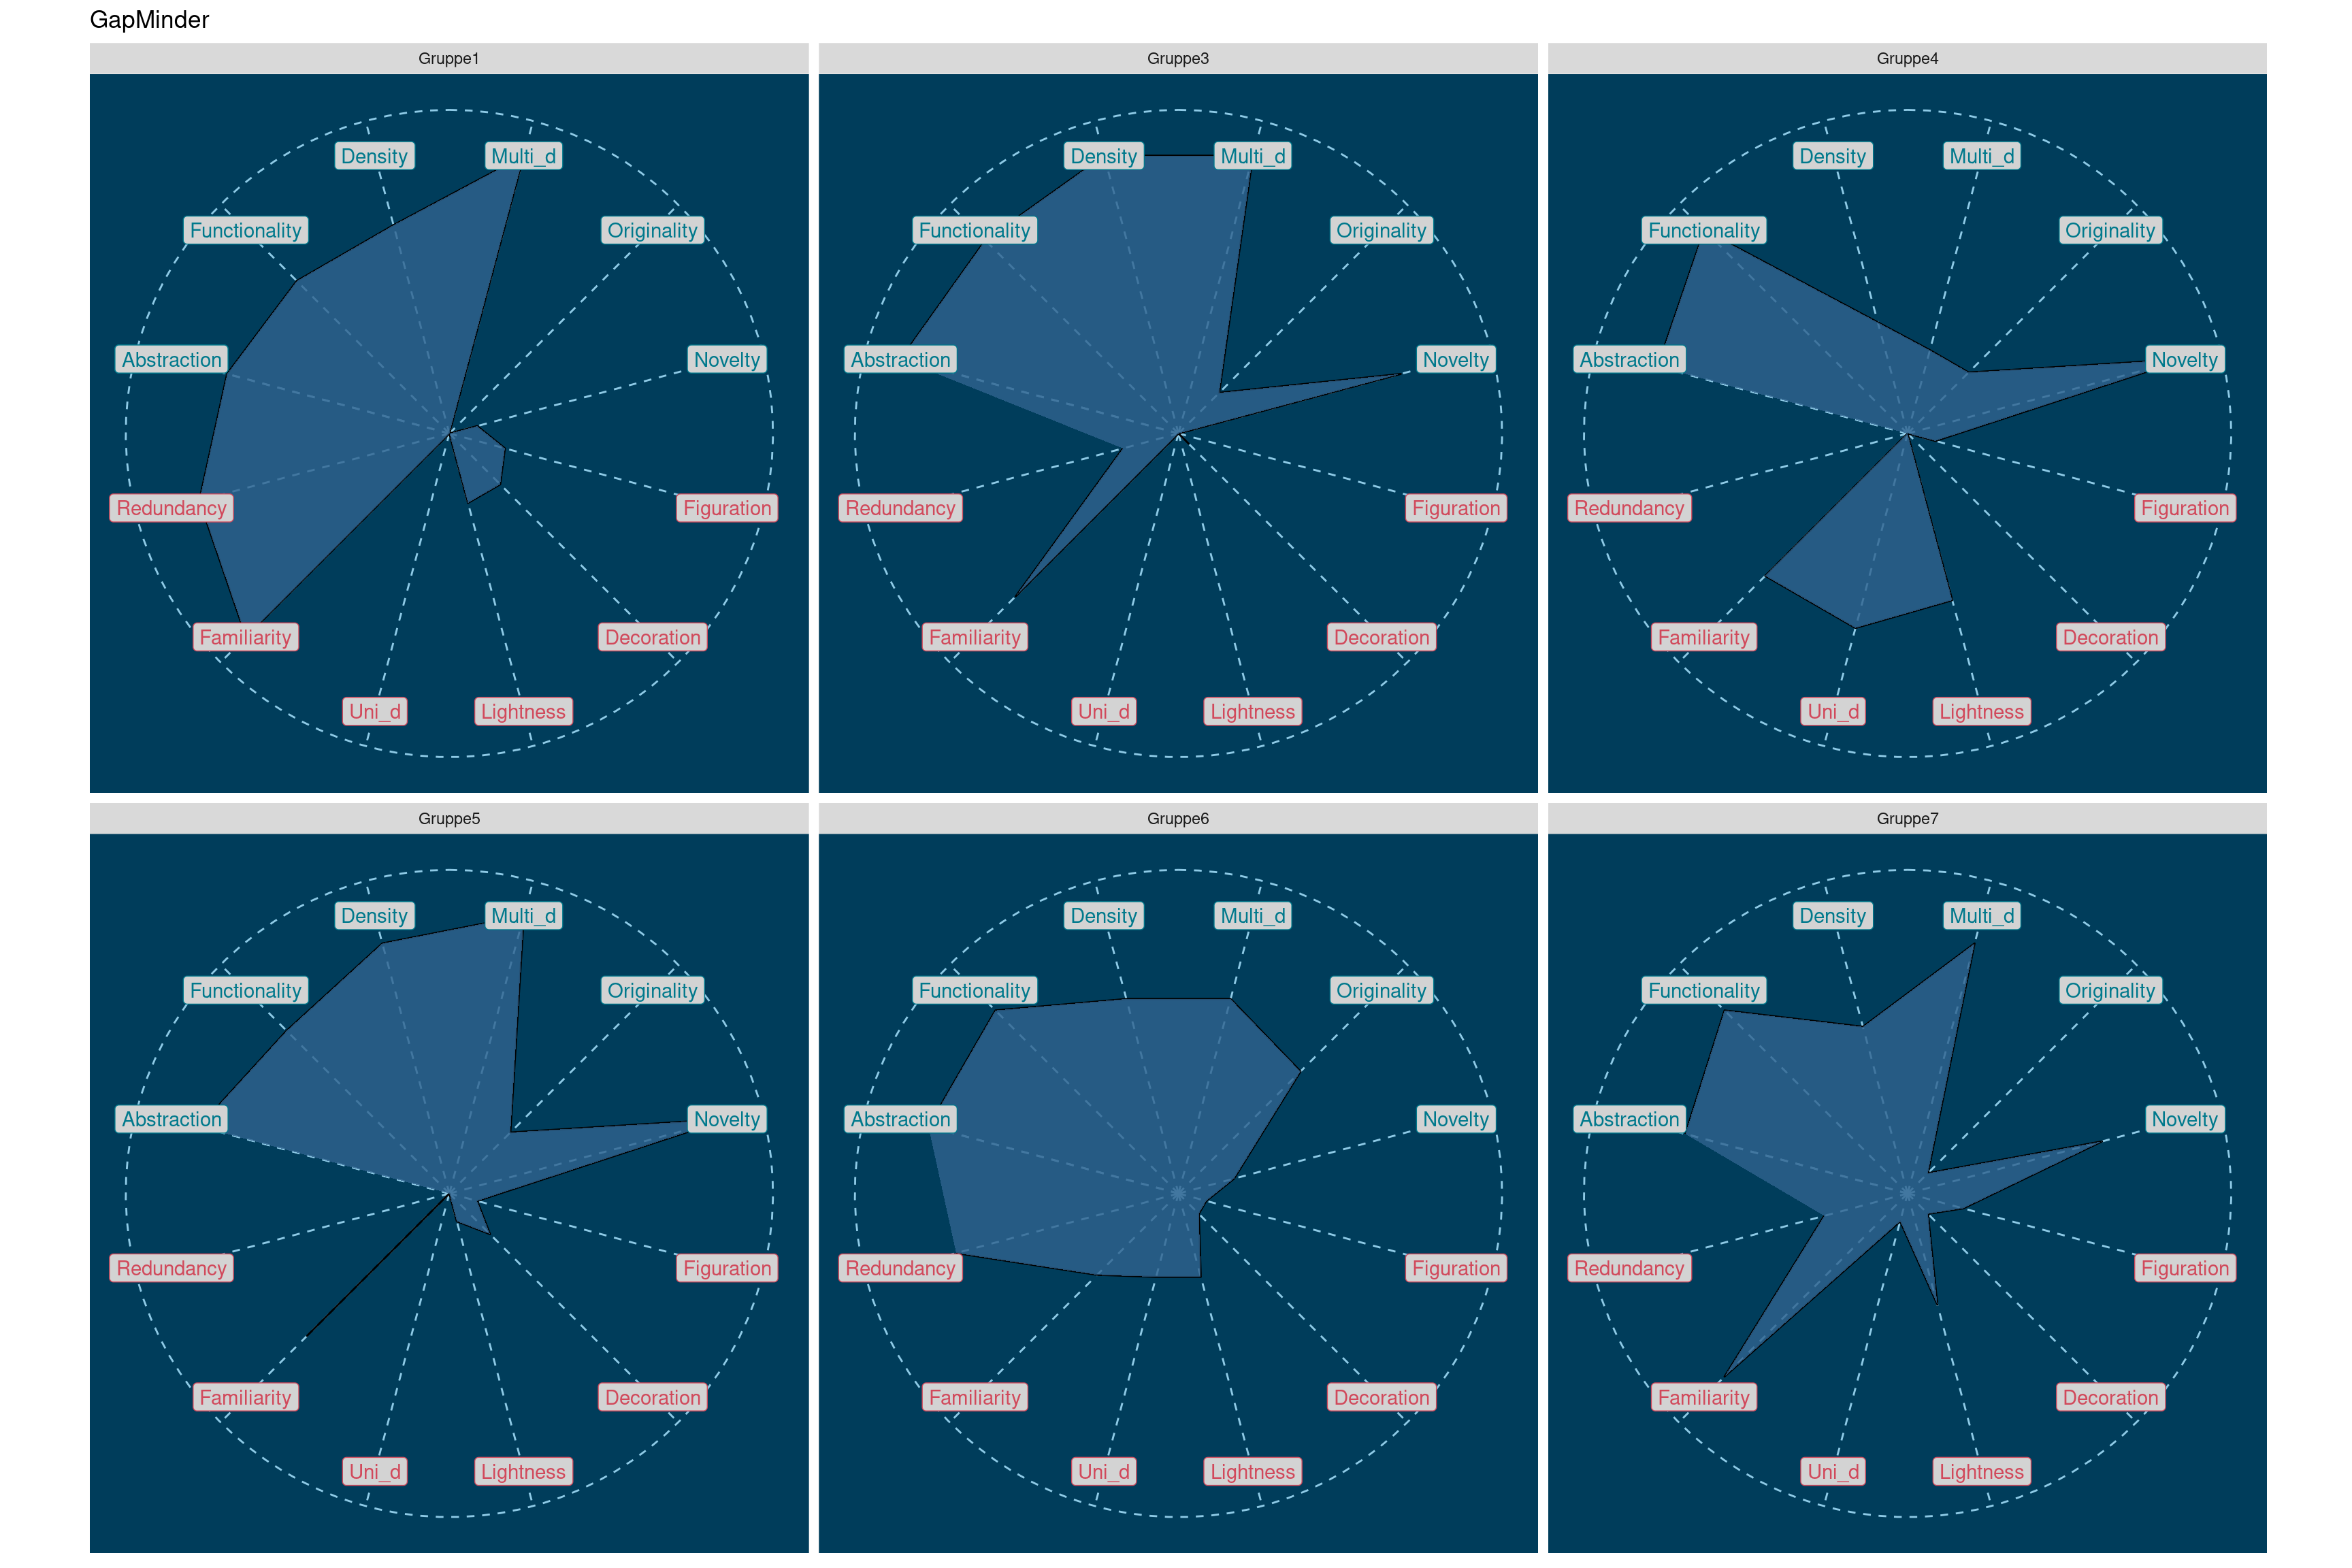 GapMinder
Gruppe1
Density
Multi_d
Functionality
Originality
Abstraction
Novelty
Redundancy
Figuration
Familiarity
Decoration
Uni_d
Lightness
Gruppe3
Density
Multi_d
Functionality
Originality
Abstraction
Novelty
Redundancy
Figuration
Familiarity
Decoration
Uni_d
Lightness
Gruppe4
Density
Multi_d
Functionality
Originality
Abstraction
Novelty
Redundancy
Figuration
Familiarity
Decoration
Uni_d
Lightness
Gruppe5
Density
Multi_d
Functionality
Originality
Abstraction
Novelty
Redundancy
Figuration
Familiarity
Decoration
Uni_d
Lightness
Gruppe6
Density
Multi_d
Functionality
Originality
Abstraction
Novelty
Redundancy
Figuration
Familiarity
Decoration
Uni_d
Lightness
Gruppe7
Density
Multi_d
Functionality
Originality
Abstraction
Novelty
Redundancy
Figuration
Familiarity
Decoration
Uni_d
Lightness